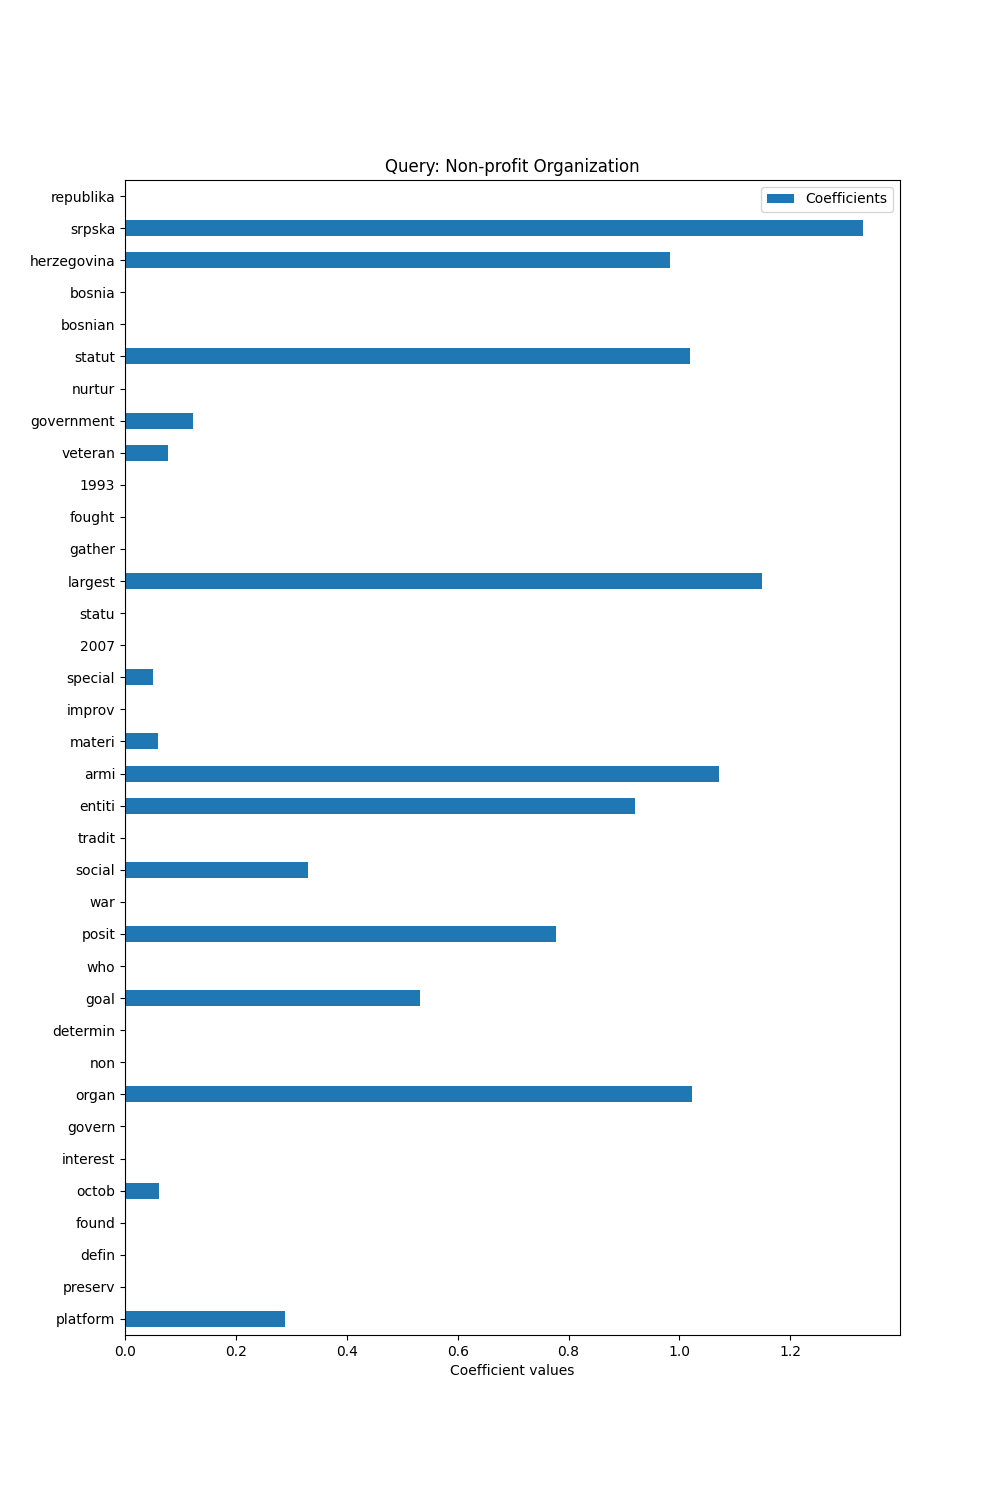 Query: Non-profit Organization
Coefficients
republika
srpska
herzegovina
bosnia
bosnian
statut
nurtur
government
veteran
1993
fought
gather
largest
statu
2007
special
improv
materi
armi
entiti
tradit
social
war
posit
who
goal
determin
non
organ
govern
interest
octob
found
defin
preserv
platform
0.0 0.2 0.4 0.6 0.8 1.0 1.2
Coefficient values